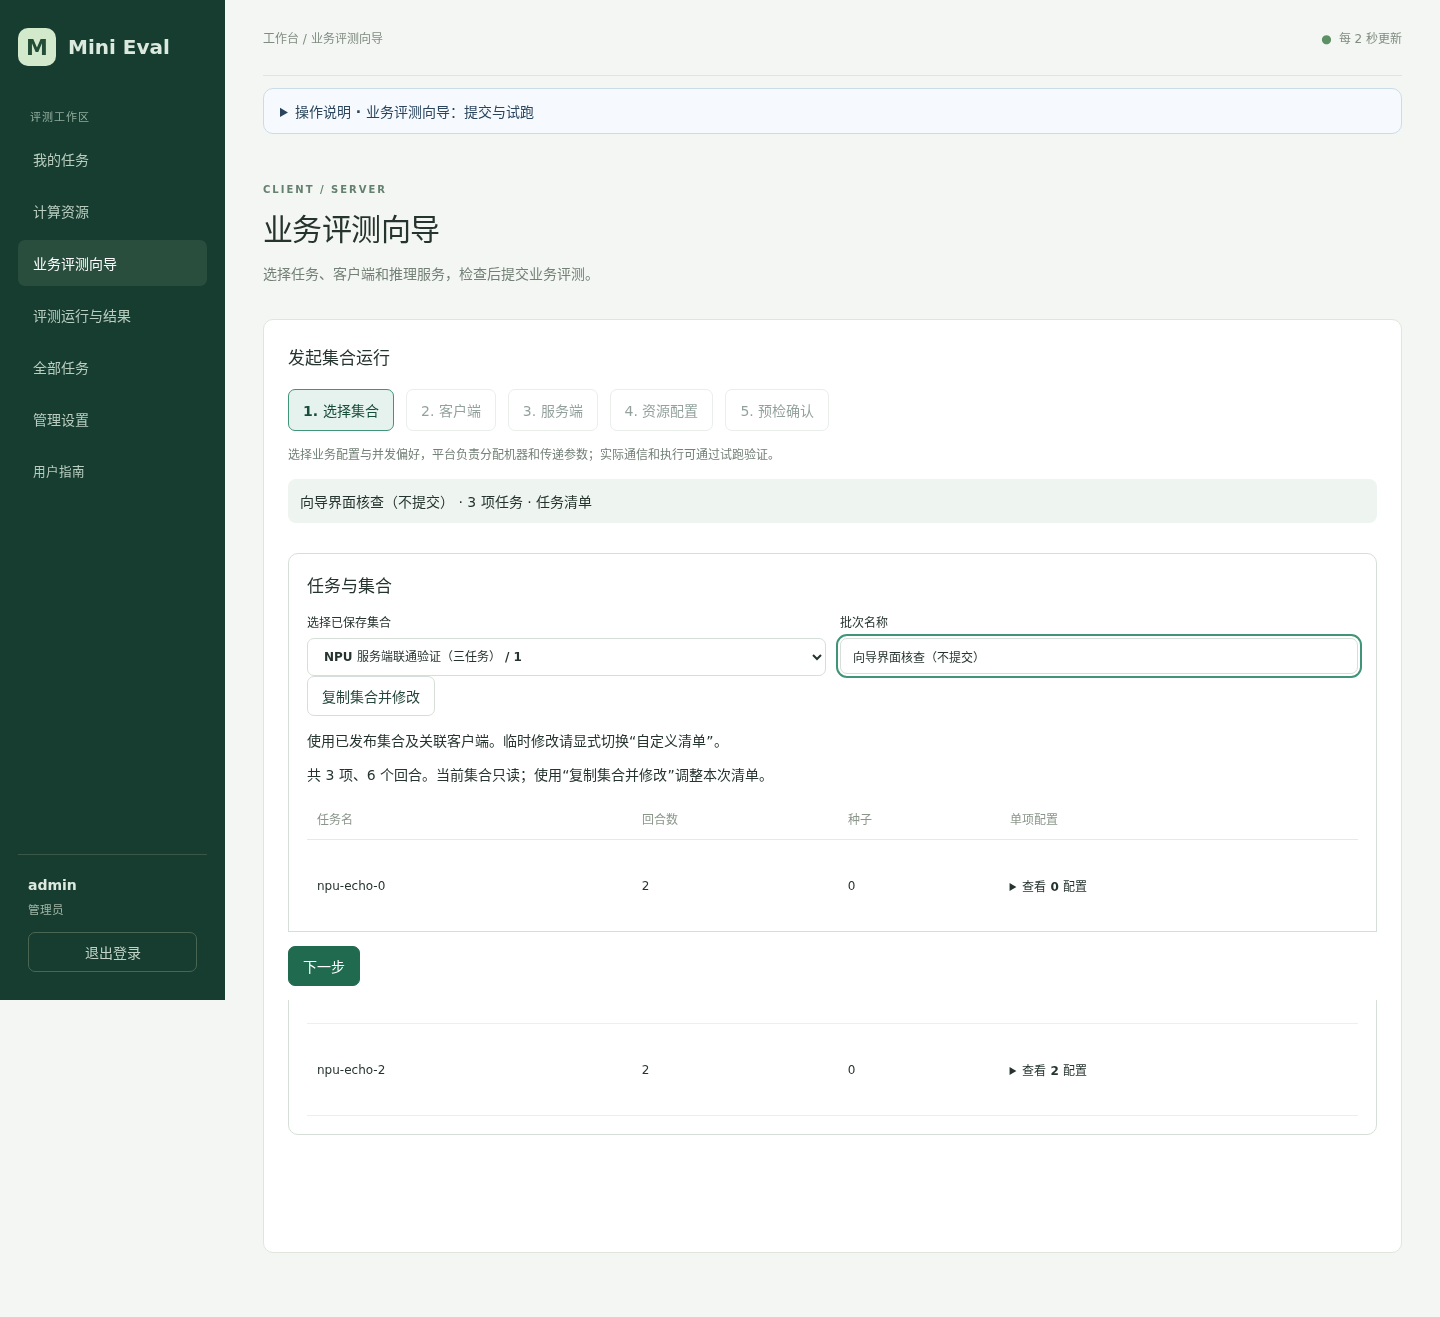 M Mini Eval
评测工作区
我的任务
计算资源
业务评测向导
评测运行与结果
全部任务
管理设置
用户指南
admin
管理员
退出登录
工作台 / 业务评测向导
每 2 秒更新
▶ 操作说明 · 业务评测向导：提交与试跑
CLIENT / SERVER
业务评测向导
选择任务、客户端和推理服务，检查后提交业务评测。
发起集合运行
1. 选择集合
2. 客户端
3. 服务端
4. 资源配置
5. 预检确认
选择业务配置与并发偏好，平台负责分配机器和传递参数；实际通信和执行可通过试跑验证。
向导界面核查（不提交） · 3 项任务 · 任务清单
任务与集合
选择已保存集合
批次名称
NPU 服务端联通验证（三任务） / 1
向导界面核查（不提交）
复制集合并修改
使用已发布集合及关联客户端。临时修改请显式切换“自定义清单”。
共 3 项、6 个回合。当前集合只读；使用“复制集合并修改”调整本次清单。
任务名 回合数 种子 单项配置
npu-echo-0 2 0 ▶ 查看 0 配置
下一步
npu-echo-2 2 0 ▶ 查看 2 配置